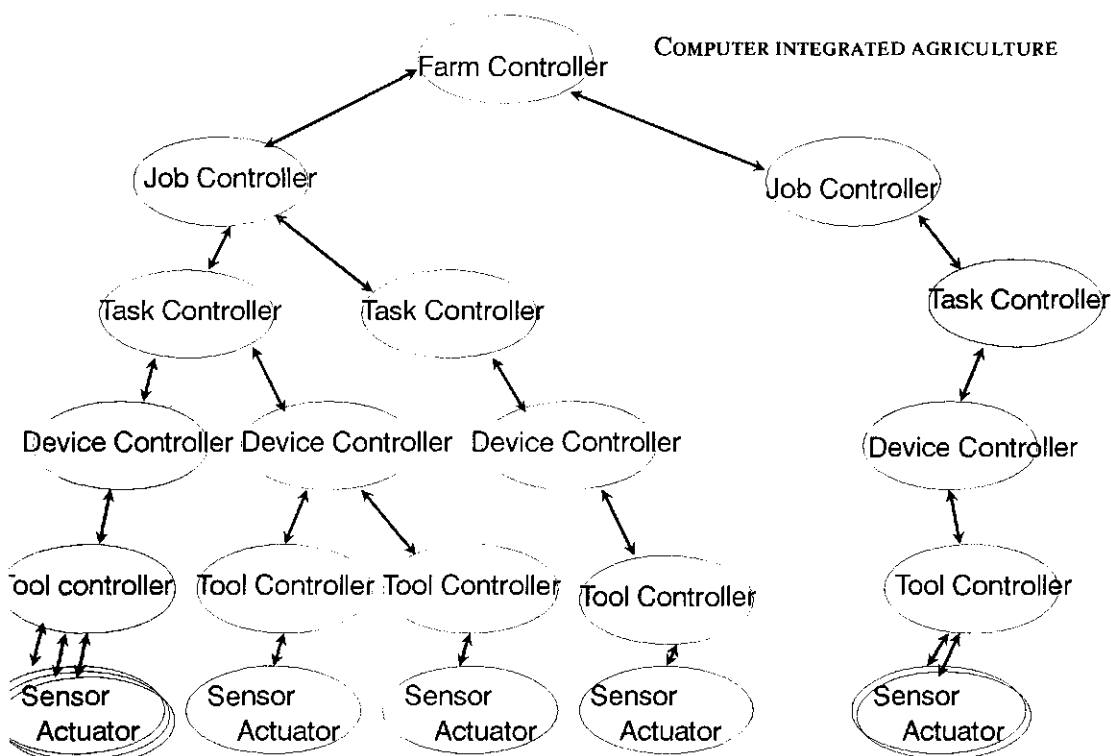 COMPUTER INTEGRATED AGRICULTURE
Farm Controller
Job Controller
Job Controller
Task Controller
Task Controller
Task Controller
Device Controller
Device Controller
Device Controller
Device Controller
Tool controller
Tool Controller
Tool Controller
Tool Controller
Tool Controller
Sensor
Actuator
Sensor
Actuator
Sensor
Actuator
Sensor
Actuator
Sensor
Actuator